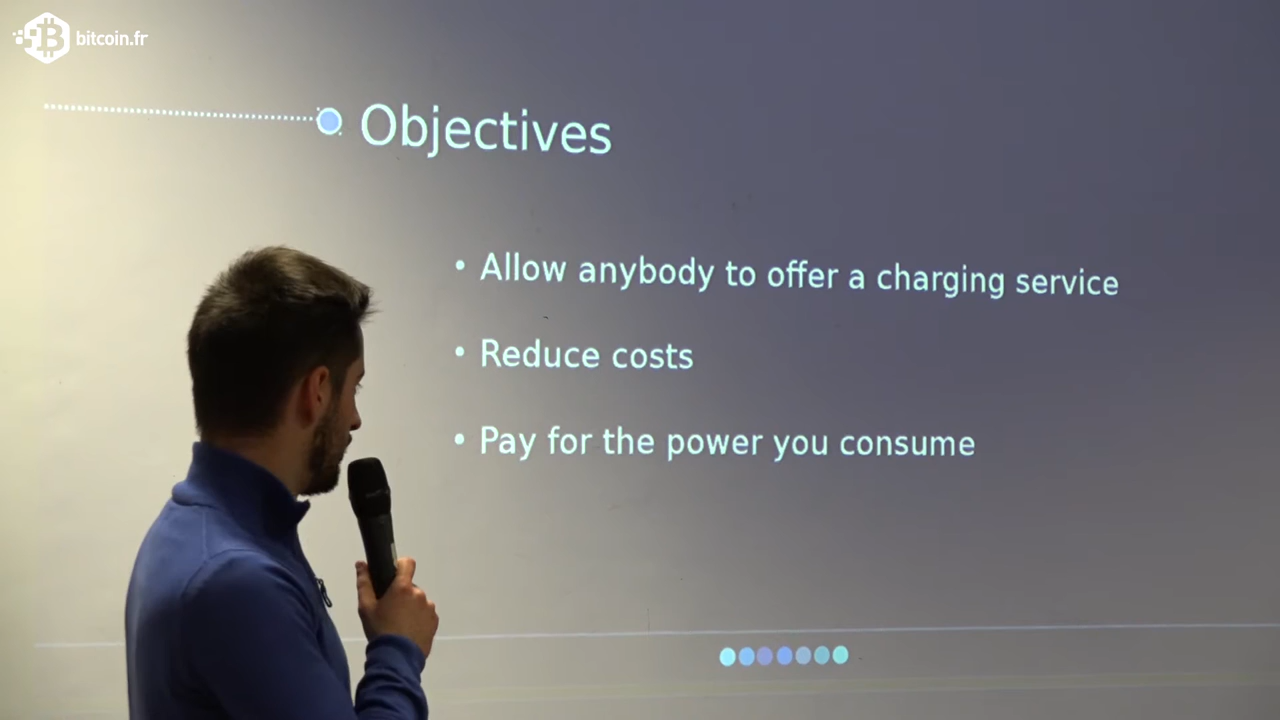 bitcoin.fr
Objectives
• Allow anybody to offer a charging service
• Reduce costs
• Pay for the power you consume